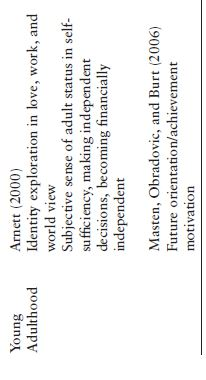 Young
Adulthood
Arnett (2000)
Identity exploration in love, work, and
world view
Subjective sense of adult status in self-
sufficiency, making independent
decisions, becoming financially
independent
Masten, Obradovic, and Burt (2006)
Future orientation/achievement
motivation